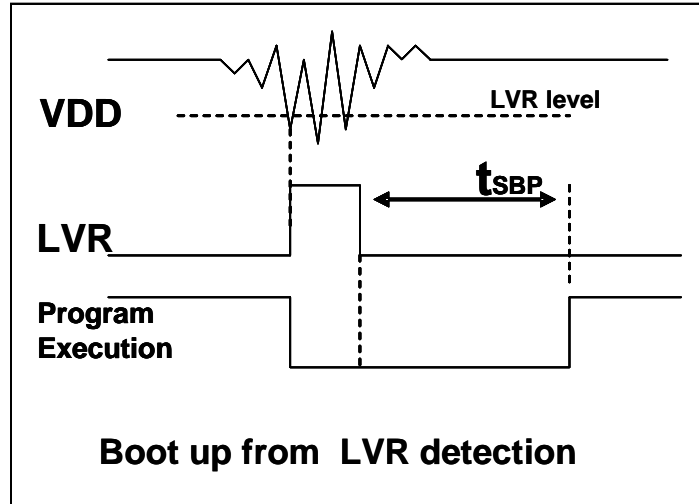 VDD
LVR level
tSBP
LVR
Program
Execution
Boot up from LVR detection